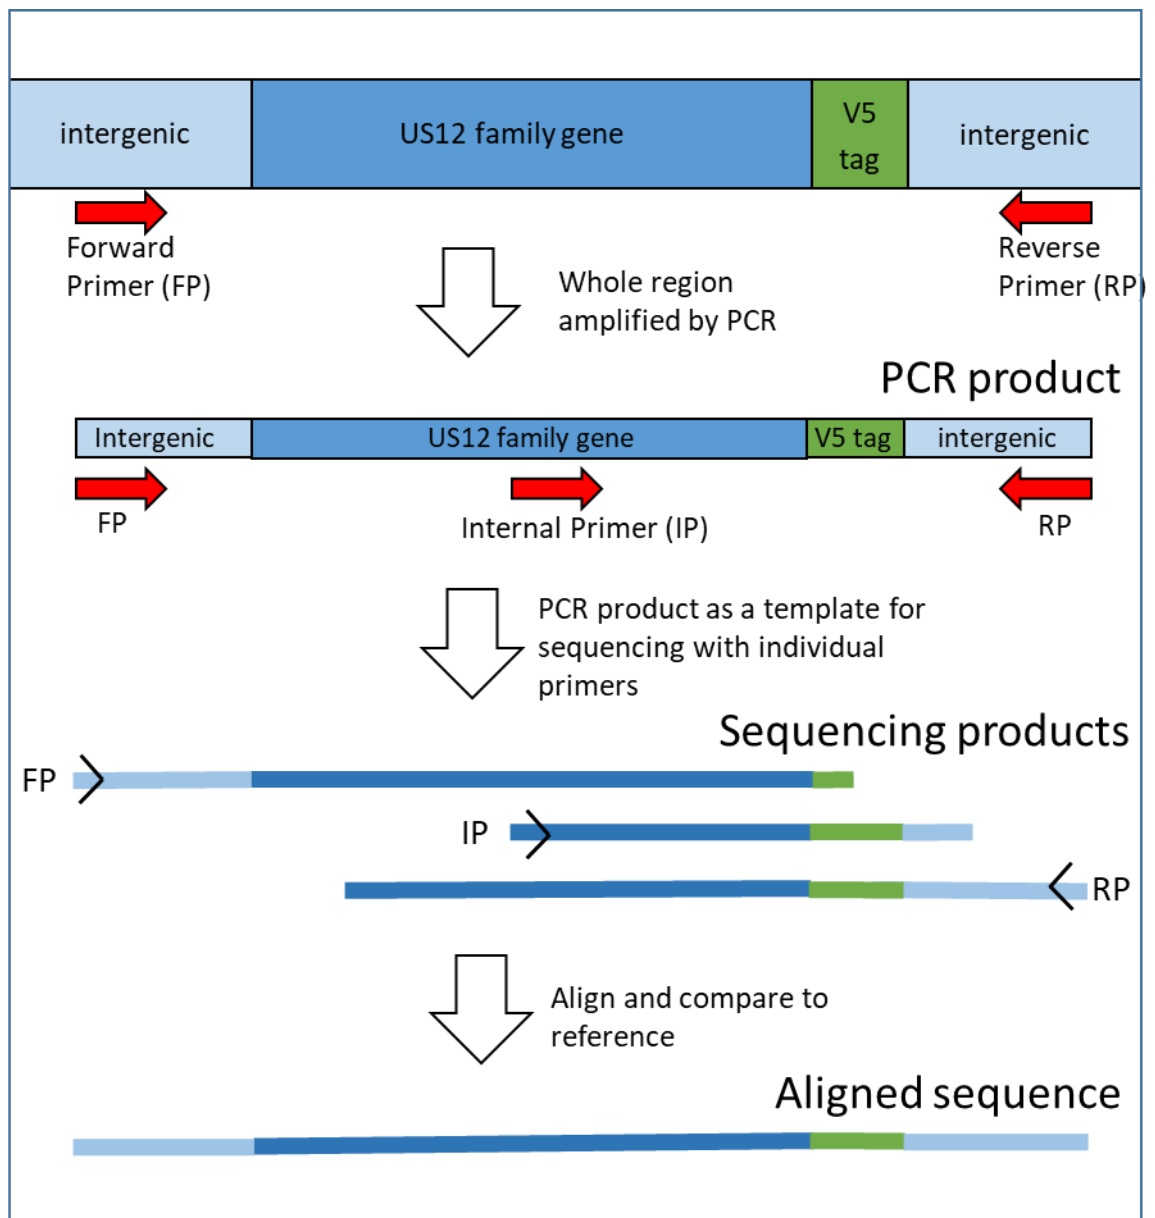 intergenic
US12 family gene
V5
tag
intergenic
Forward
Primer (FP)
Reverse
Primer (RP)
Whole region
amplified by PCR
PCR product
Intergenic
US12 family gene
V5 tag
intergenic
FP
Internal Primer (IP)
RP
PCR product as a template for
sequencing with individual
primers
Sequencing products
FP
IP
RP
Align and compare to
reference
Aligned sequence